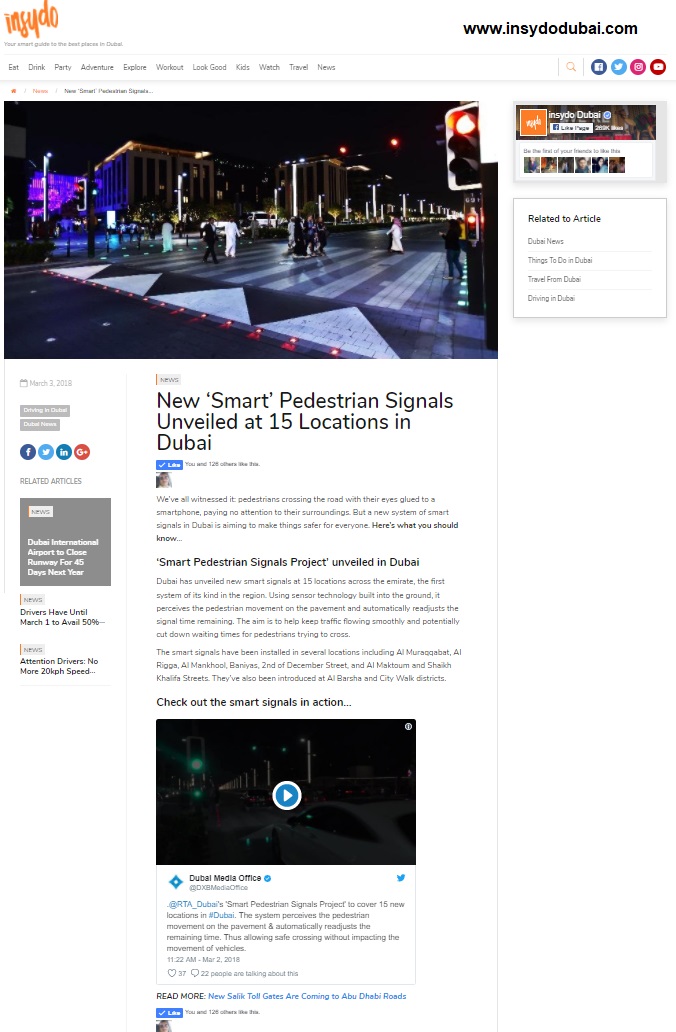 insydo
www.insydodubai.com
Your smart guide to the best places in Dubai.
Eat Drink Party Adventure Explore Workout Look Good Kids Watch Travel News
/ News / New 'Smart' Pedestrian Signals...
insydo Dubai
Like Page 269K likes
Be the first of your friends to like this
Related to Article
Dubai News
Things To Do in Dubai
Travel From Dubai
Driving in Dubai
March 3, 2018
Driving in Dubai
Dubai News
RELATED ARTICLES
NEWS
Dubai International
Airport to Close
Runway For 45
Days Next Year
NEWS
Drivers Have Until
March 1 to Avail 50%...
NEWS
Attention Drivers: No
More 20kph Speed...
NEWS
New 'Smart' Pedestrian Signals
Unveiled at 15 Locations in
Dubai
Like You and 126 others like this.
We've all witnessed it: pedestrians crossing the road with their eyes glued to a
smartphone, paying no attention to their surroundings. But a new system of smart
signals in Dubai is aiming to make things safer for everyone. Here's what you should
know...
'Smart Pedestrian Signals Project' unveiled in Dubai
Dubai has unveiled new smart signals at 15 locations across the emirate, the first
system of its kind in the region. Using sensor technology built into the ground, it
perceives the pedestrian movement on the pavement and automatically readjusts the
signal time remaining. The aim is to help keep traffic flowing smoothly and potentially
cut down waiting times for pedestrians trying to cross.
The smart signals have been installed in several locations including Al Muraqqabat, Al
Rigga, Al Mankhool, Baniyas, 2nd of December Street, and Al Maktoum and Shaikh
Khalifa Streets. They've also been introduced at Al Barsha and City Walk districts.
Check out the smart signals in action...
Dubai Media Office
@DXBMediaOffice
.@RTA_Dubai's 'Smart Pedestrian Signals Project' to cover 15 new
locations in #Dubai. The system perceives the pedestrian
movement on the pavement & automatically readjusts the
remaining time. Thus allowing safe crossing without impacting the
movement of vehicles.
11:22 AM - Mar 2, 2018
37 22 people are talking about this
READ MORE: New Salik Toll Gates Are Coming to Abu Dhabi Roads
Like You and 126 others like this.